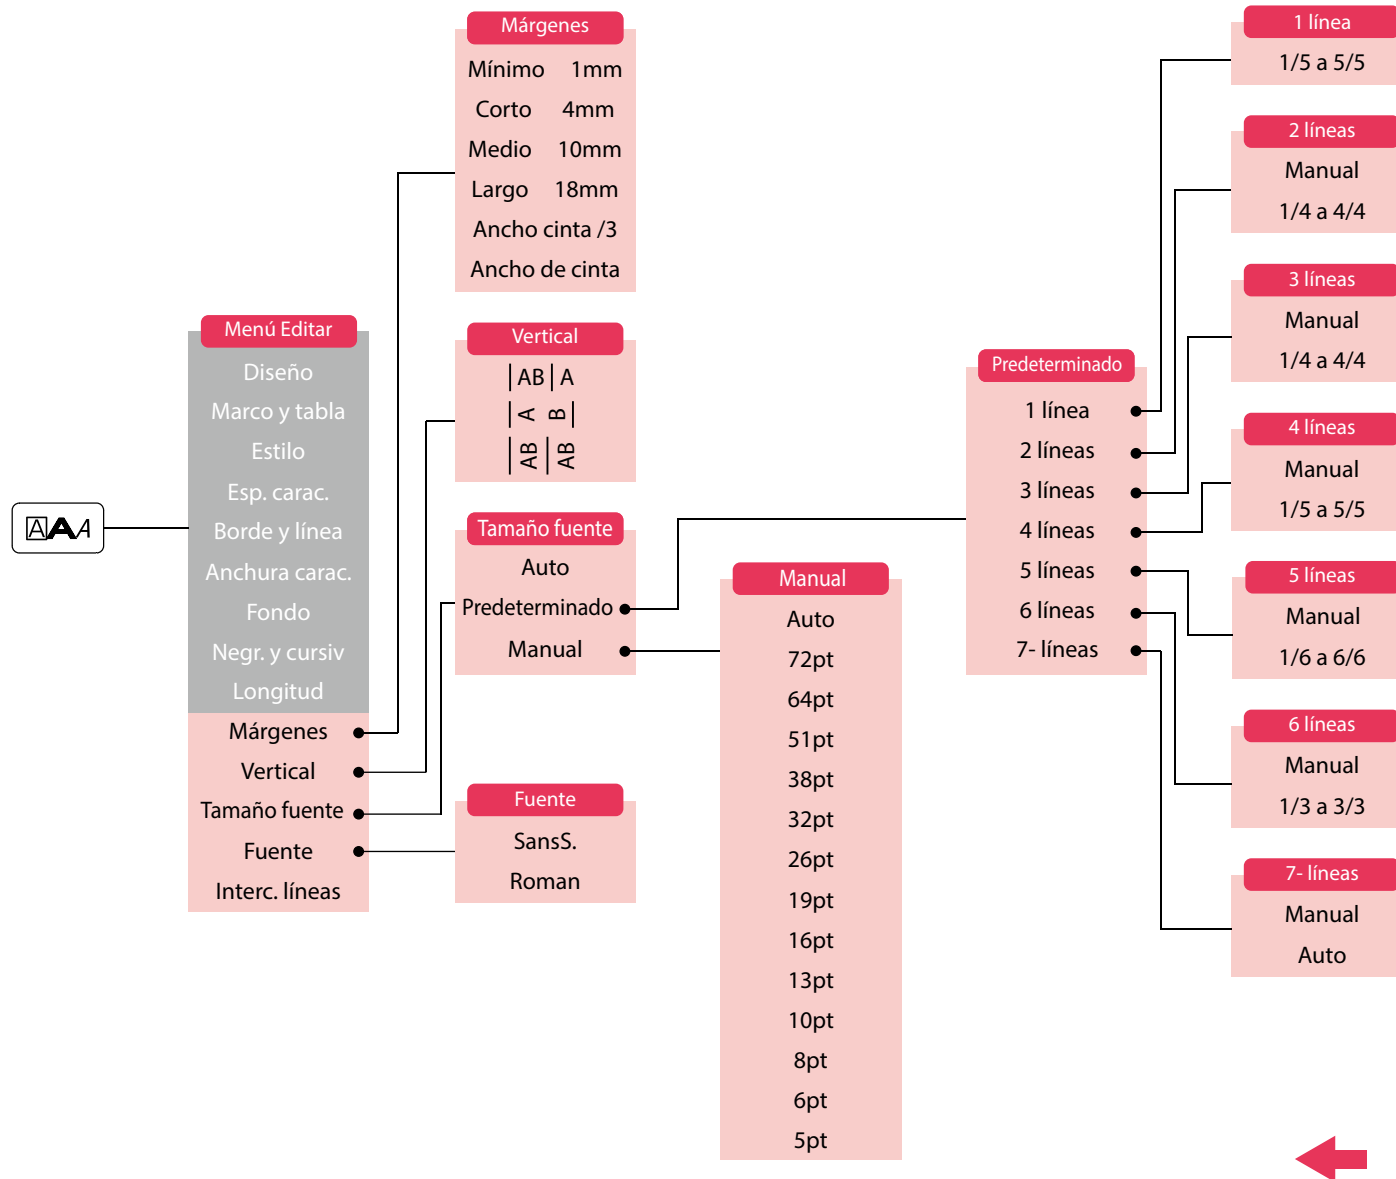 AAA
Menú Editar
Diseño
Marco y tabla
Estilo
Esp. carac.
Borde y línea
Anchura carac.
Fondo
Negr. y cursiv
Longitud
Márgenes
Vertical
Tamaño fuente
Fuente
Interc. líneas
Márgenes
Mínimo 1mm
Corto 4mm
Medio 10mm
Largo 18mm
Ancho cinta /3
Ancho de cinta
Vertical
|AB|A
|A B|
|AB|AB
Tamaño fuente
Auto
Predeterminado
Manual
Fuente
SansS.
Roman
Manual
Auto
72pt
64pt
51pt
38pt
32pt
26pt
19pt
16pt
13pt
10pt
8pt
6pt
5pt
Predeterminado
1 línea
2 líneas
3 líneas
4 líneas
5 líneas
6 líneas
7- líneas
1 línea
1/5 a 5/5
2 líneas
Manual
1/4 a 4/4
3 líneas
Manual
1/4 a 4/4
4 líneas
Manual
1/5 a 5/5
5 líneas
Manual
1/6 a 6/6
6 líneas
Manual
1/3 a 3/3
7- líneas
Manual
Auto